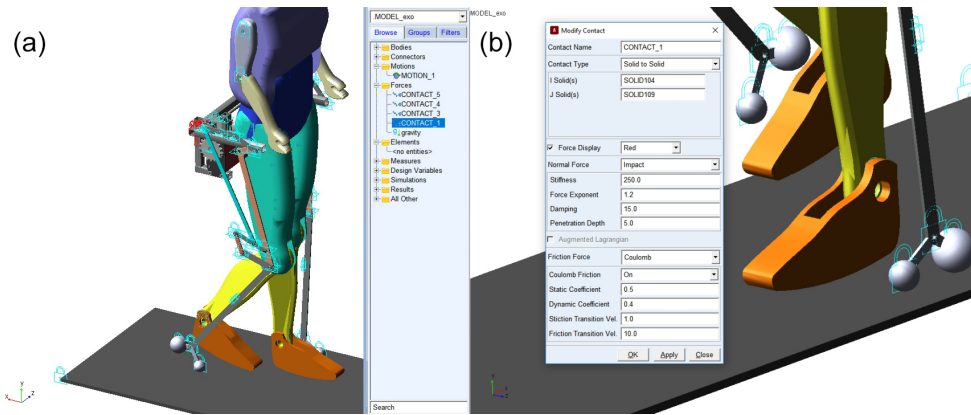 (a)
Y
X
Z
.MODEL_exo
Browse Groups Filters
Bodies
Connectors
Motions
MOTION_1
Forces
CONTACT_5
CONTACT_4
CONTACT_3
CONTACT_1
gravity
Elements
<no entities>
Measures
Design Variables
Simulations
Results
All Other
Search
MODEL_exo
(b)
Modify Contact
Contact Name CONTACT_1
Contact Type Solid to Solid
I Solid(s) SOLID104
J Solid(s) SOLID109
Force Display Red
Normal Force Impact
Stiffness 250.0
Force Exponent 1.2
Damping 15.0
Penetration Depth 5.0
Augmented Lagrangian
Friction Force Coulomb
Coulomb Friction On
Static Coefficient 0.5
Dynamic Coefficient 0.4
Stiction Transition Vel. 1.0
Friction Transition Vel. 10.0
OK Apply Close
Y